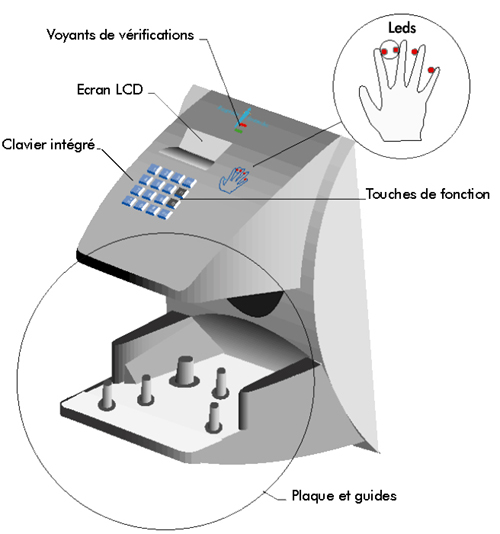 Leds
Voyants de vérifications
Ecran LCD
Clavier intégré
Touches de fonction
Plaque et guides